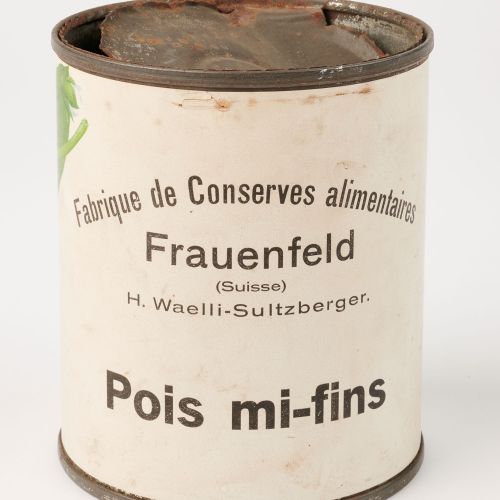 Fabrique de Conserves alimentaires
Frauenfeld
(Suisse)
H. Waelli-Sultzberger.
Pois mi-fins